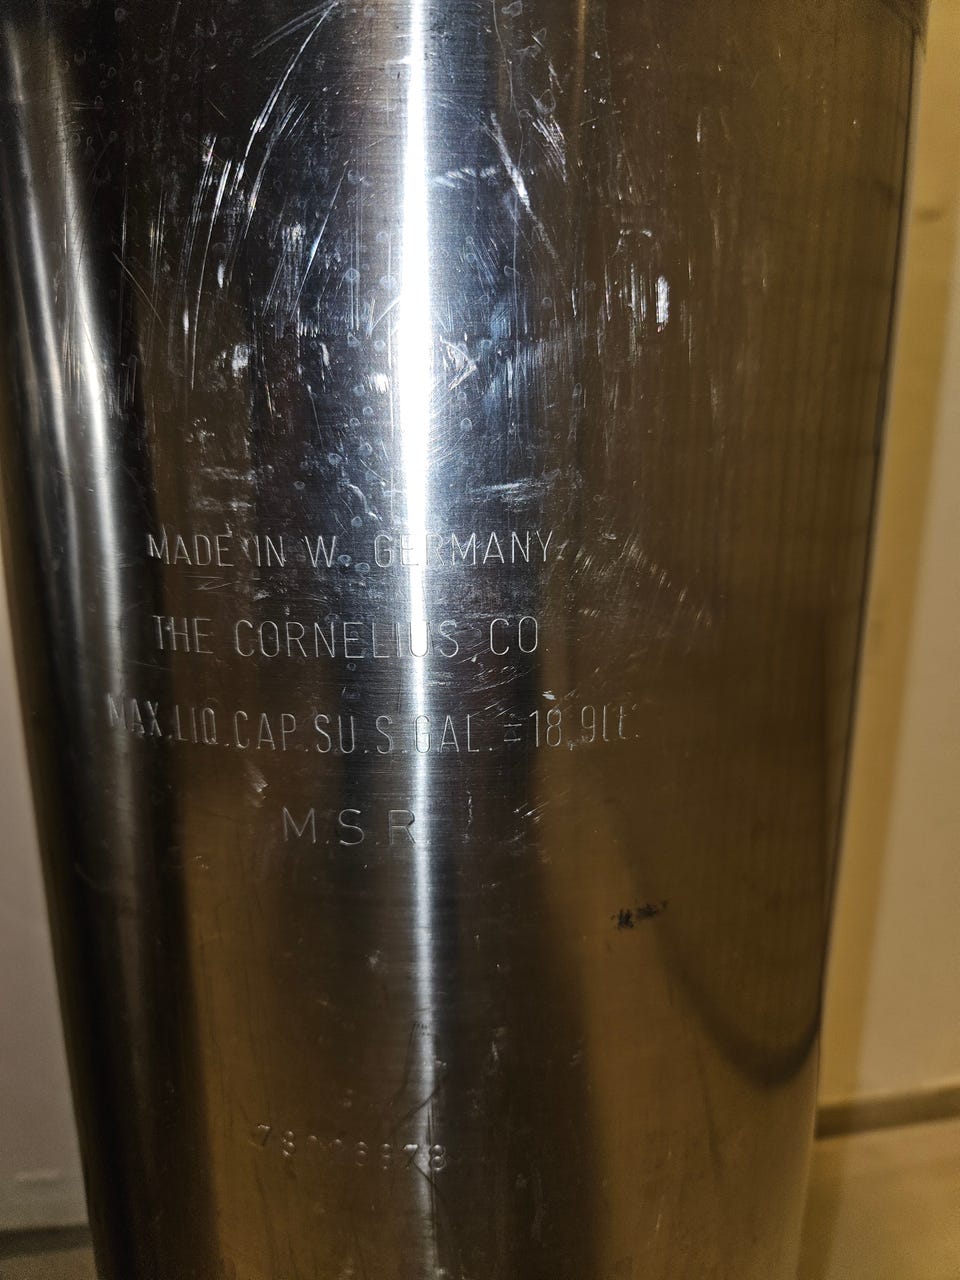 MADE IN W. GERMANY
THE CORNELIUS CO.
MAX.LIQ.CAP.5U.S.GAL.=18,9Lt.
M.S.R.